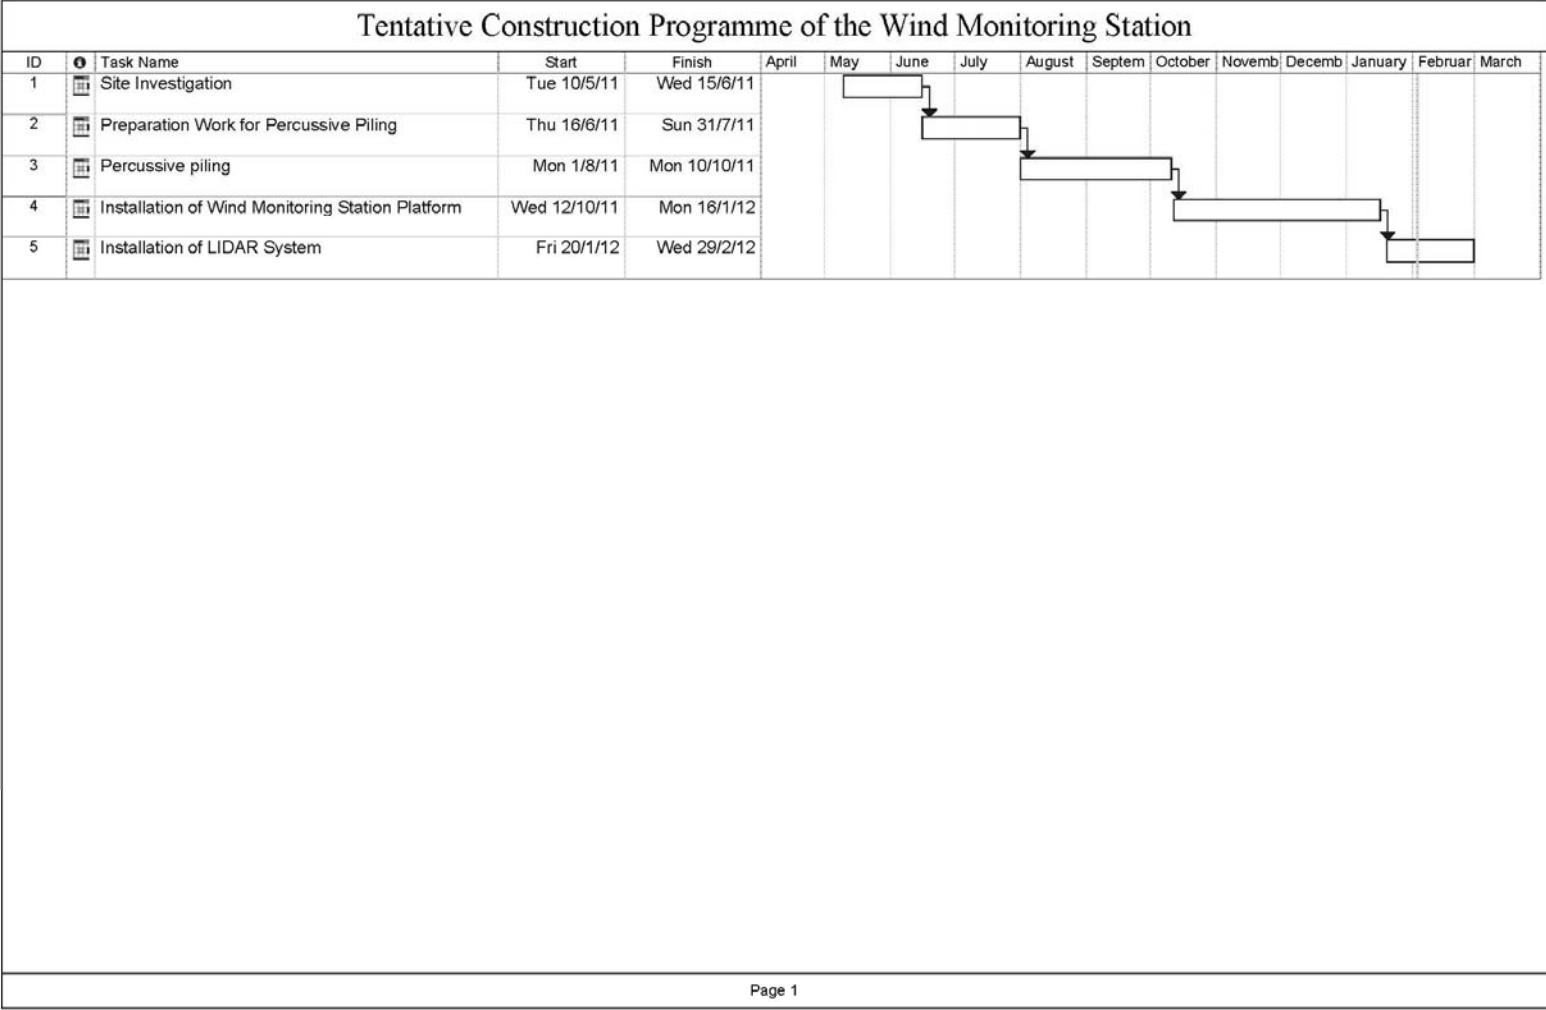 Tentative Construction Programme of the Wind Monitoring Station
ID Task Name Start Finish April May June July August Septem October Novemb Decemb January Februar March
1 Site Investigation Tue 10/5/11 Wed 15/6/11
2 Preparation Work for Percussive Piling Thu 16/6/11 Sun 31/7/11
3 Percussive piling Mon 1/8/11 Mon 10/10/11
4 Installation of Wind Monitoring Station Platform Wed 12/10/11 Mon 16/1/12
5 Installation of LIDAR System Fri 20/1/12 Wed 29/2/12
Page 1